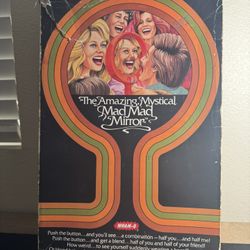 The Amazing, Mystical
Mad Mad
Mirror
WHAM-O
Push the button...and you'll see...a combination - half you...and half me!
Push the button...and get a blend...half of you and half of your friend!
How weird... to see yourself suddenly